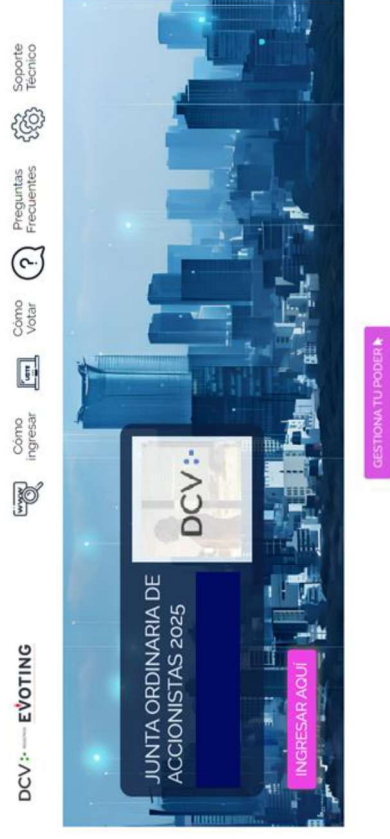 DCV EVOTING
Cómo
ingresar
Cómo
Votar
Preguntas
Frecuentes
Soporte
Técnico
JUNTA ORDINARIA DE
ACCIONISTAS 2025
DCV
INGRESAR AQUÍ
GESTIONA TU PODER